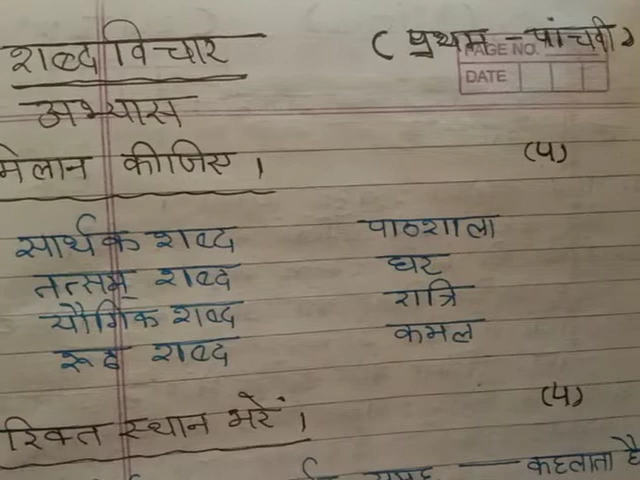 शब्द विचार (प्रथम - पांचवी)
PAGE NO.
DATE
अभ्यास
मिलान कीजिए । (५)
सार्थक शब्द पाठशाला
तत्सम् शब्द घर
यौगिक शब्द रात्रि
रूढ़ शब्द कमल
रिक्त स्थान भरें । (५)
कहलाता है